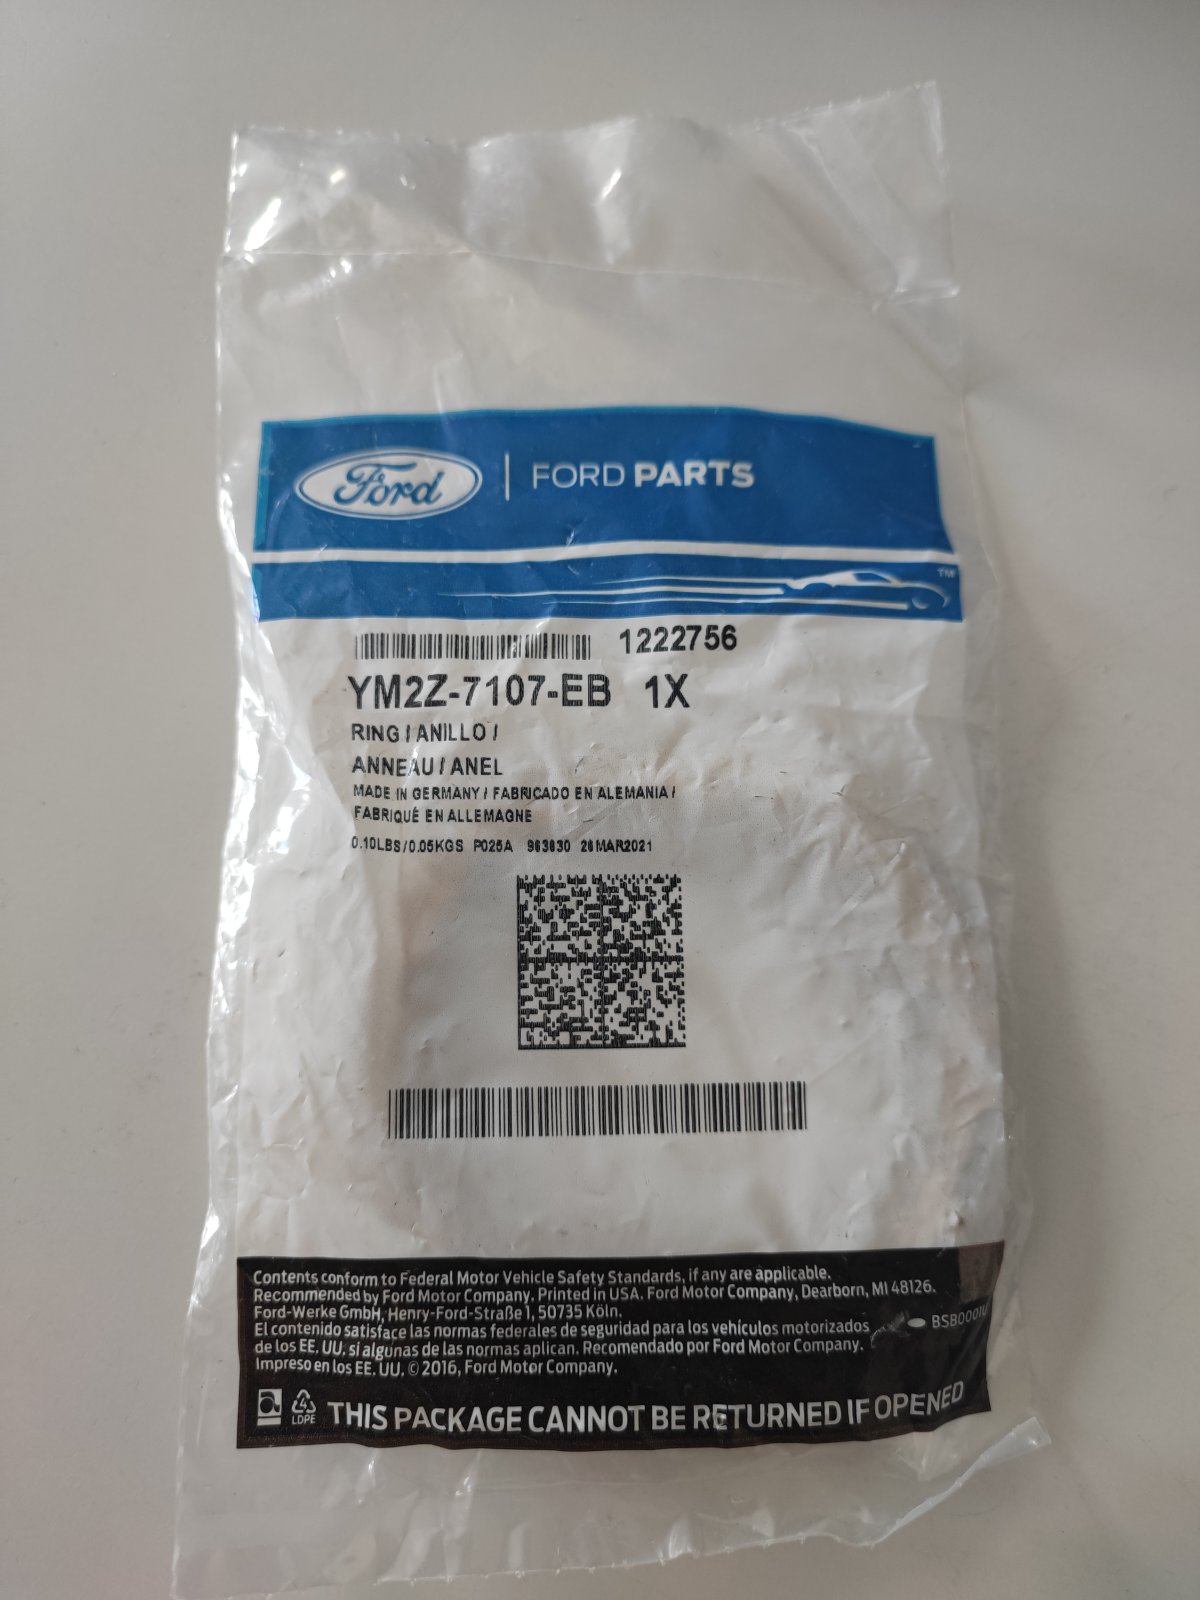 Ford | FORD PARTS
TM
1222756
YM2Z-7107-EB 1X
RING / ANILLO /
ANNEAU / ANEL
MADE IN GERMANY / FABRICADO EN ALEMANIA /
FABRIQUÉ EN ALLEMAGNE
0.10LBS/0.05KGS P025A 963630 26MAR2021
Contents conform to Federal Motor Vehicle Safety Standards, if any are applicable.
Recommended by Ford Motor Company. Printed in USA. Ford Motor Company, Dearborn, MI 48126.
Ford-Werke GmbH, Henry-Ford-Straße 1, 50735 Köln.
El contenido satisface las normas federales de seguridad para los vehículos motorizados
de los EE. UU. si algunas de las normas aplican. Recomendado por Ford Motor Company.
Impreso en los EE. UU. © 2016, Ford Motor Company.
BSB0001U
4
LDPE
THIS PACKAGE CANNOT BE RETURNED IF OPENED